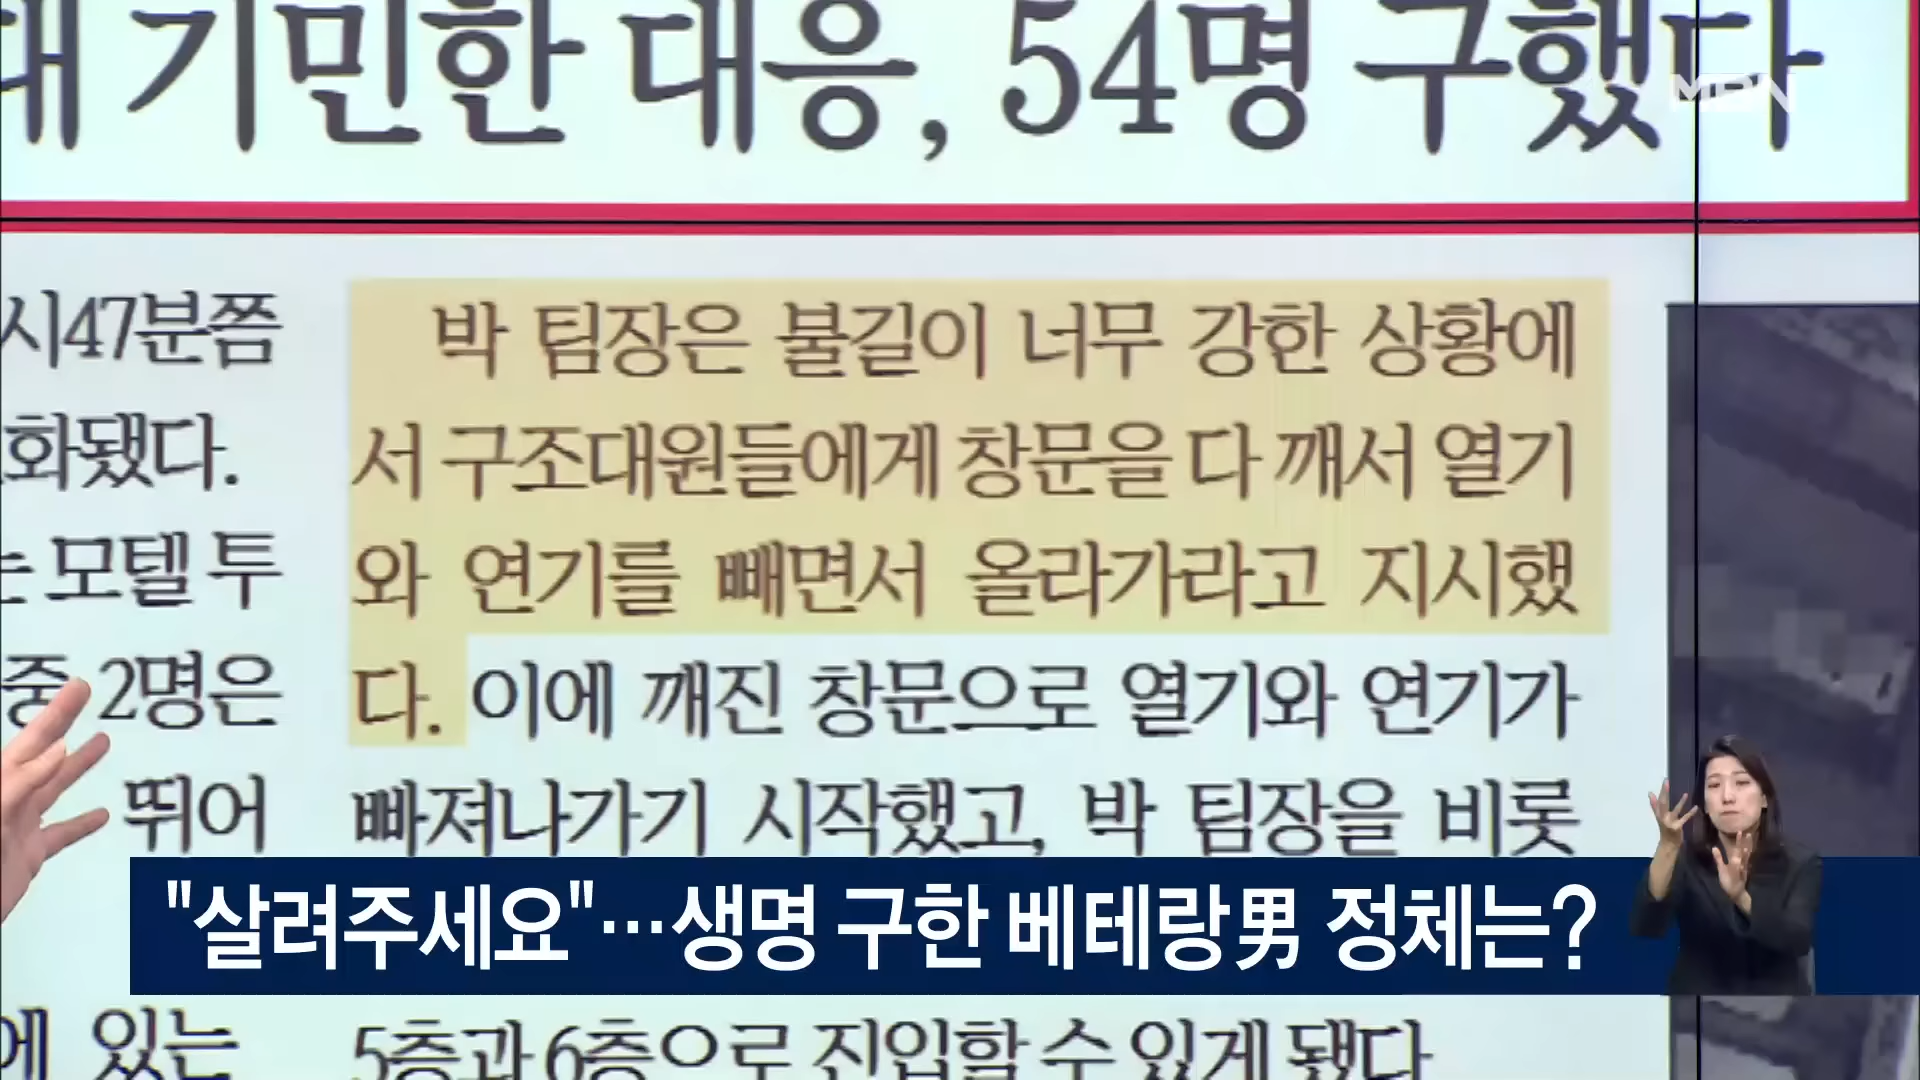 대 기민한 대응, 54명 구했다
MBN
시47분쯤
화됐다.
는 모텔 투
중 2명은
뛰어
에 있는
박 팀장은 불길이 너무 강한 상황에
서 구조대원들에게 창문을 다 깨서 열기
와 연기를 빼면서 올라가라고 지시했
다. 이에 깨진 창문으로 열기와 연기가
빠져나가기 시작했고, 박 팀장을 비롯
5층과 6층으로 진입할 수 있게 됐다
"살려주세요"…생명 구한 베테랑男 정체는?